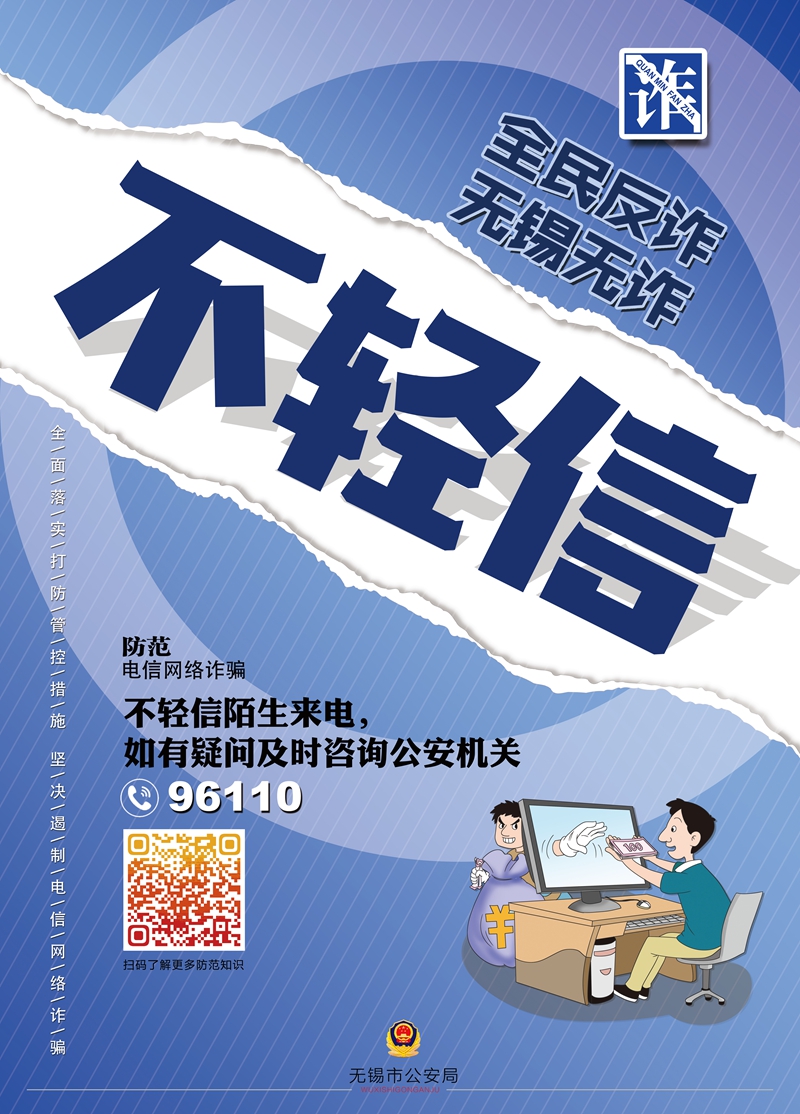 诈
QUAN MIN FAN ZHA
全民反诈
无锡无诈
不轻信
全面落实打防管控措施 坚决遏制电信网络诈骗
防范
电信网络诈骗
不轻信陌生来电，
如有疑问及时咨询公安机关
96110
扫码了解更多防范知识
100
¥
无锡市公安局
WUXISHIGONGANJU